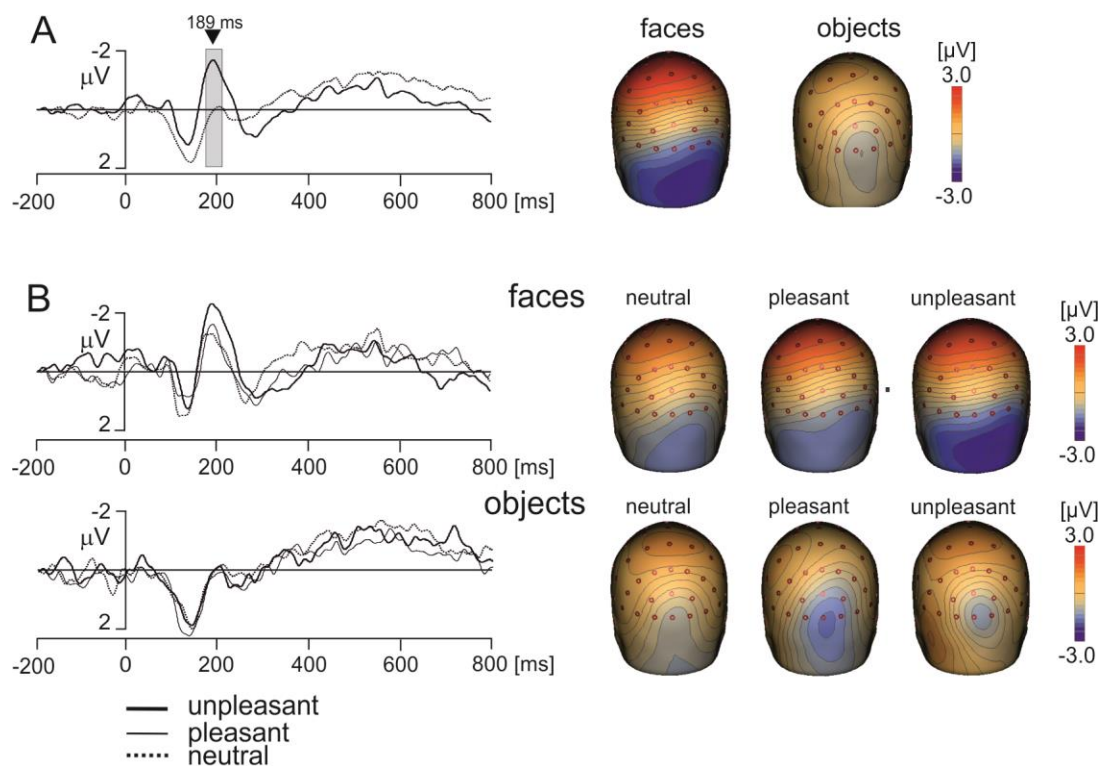 A
189 ms
-2
μV
2
-200 0 200 400 600 800 [ms]
faces objects
[μV]
3.0
-3.0
B
-2
μV
2
-200 0 200 400 600 800 [ms]
faces
neutral pleasant unpleasant
[μV]
3.0
-3.0
objects
-2
μV
2
-200 0 200 400 600 800 [ms]
neutral pleasant unpleasant
[μV]
3.0
-3.0
unpleasant
pleasant
neutral